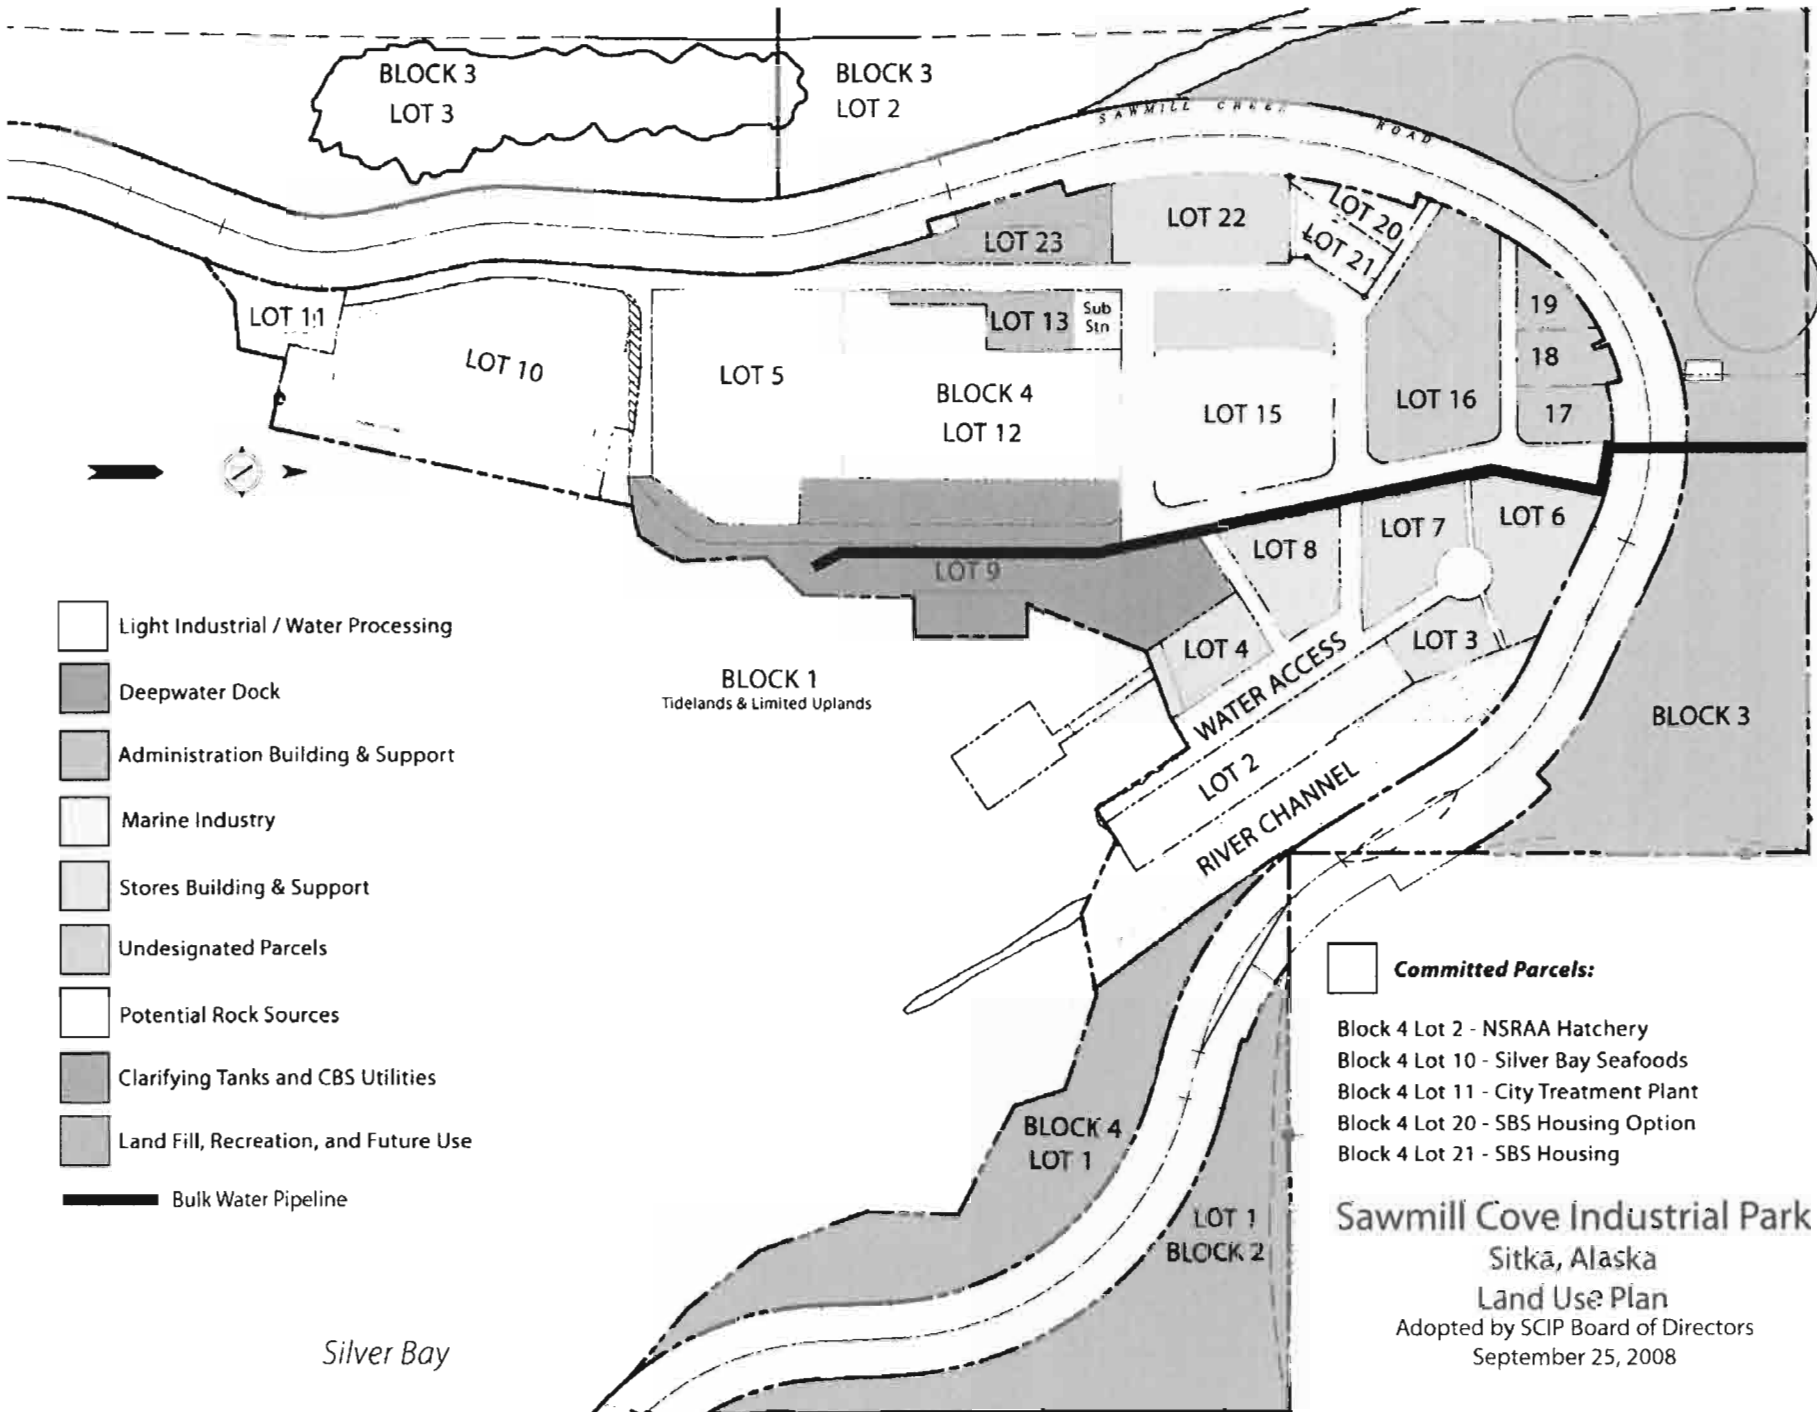 BLOCK 3
LOT 3
BLOCK 3
LOT 2
SAWMILL CREEK ROAD
LOT 23
LOT 22
LOT 20
LOT 21
LOT 11
LOT 10
LOT 5
LOT 13
Sub
Stn
BLOCK 4
LOT 12
LOT 15
LOT 16
19
18
17
LOT 9
LOT 8
LOT 7
LOT 6
LOT 4
LOT 3
WATER ACCESS
LOT 2
RIVER CHANNEL
BLOCK 1
Tidelands & Limited Uplands
BLOCK 3
Light Industrial / Water Processing
Deepwater Dock
Administration Building & Support
Marine Industry
Stores Building & Support
Undesignated Parcels
Potential Rock Sources
Clarifying Tanks and CBS Utilities
Land Fill, Recreation, and Future Use
Bulk Water Pipeline
BLOCK 4
LOT 1
LOT 1
BLOCK 2
Silver Bay
Committed Parcels:
Block 4 Lot 2 - NSRAA Hatchery
Block 4 Lot 10 - Silver Bay Seafoods
Block 4 Lot 11 - City Treatment Plant
Block 4 Lot 20 - SBS Housing Option
Block 4 Lot 21 - SBS Housing
Sawmill Cove Industrial Park
Sitka, Alaska
Land Use Plan
Adopted by SCIP Board of Directors
September 25, 2008